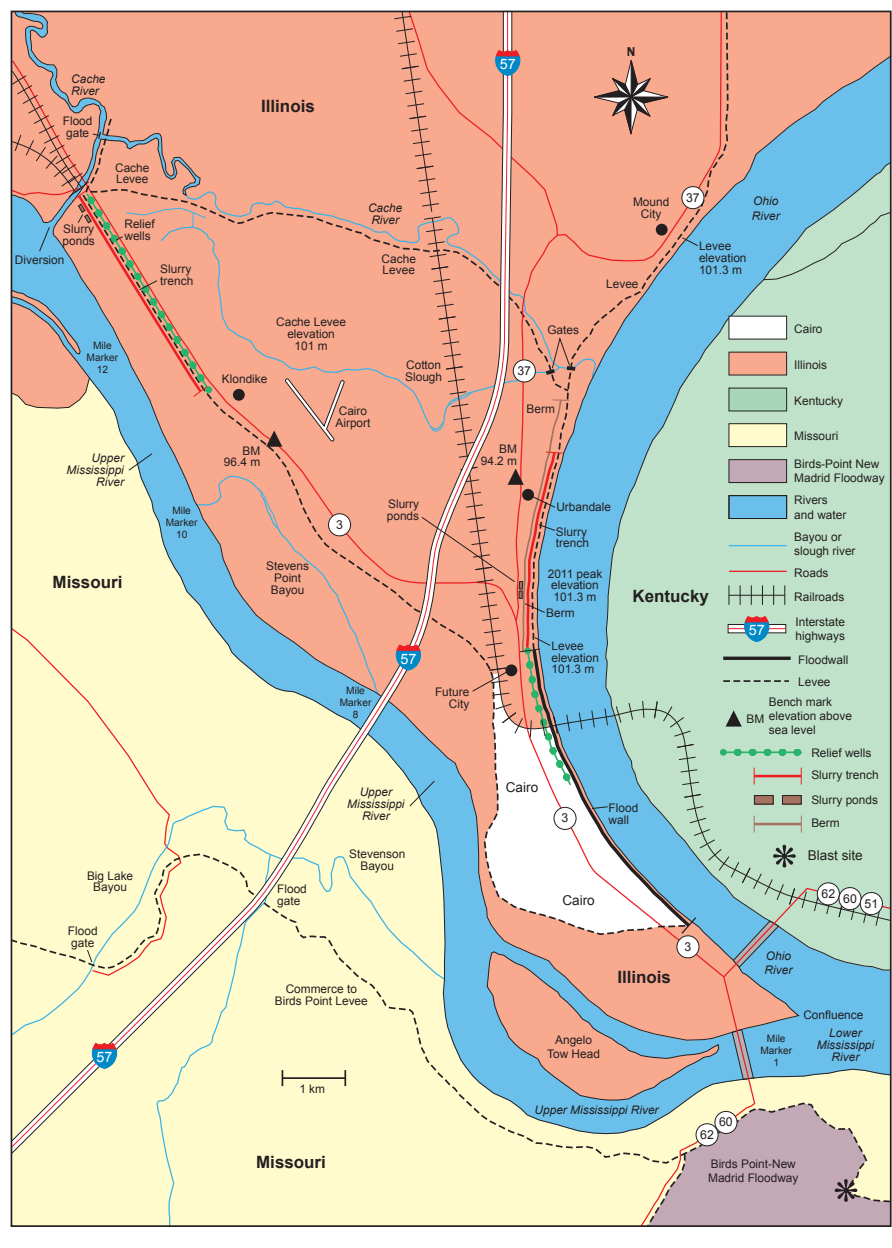 57
N
Cache
River
Illinois
Flood
gate
Cache
Levee
Cache
River
Mound
City
37
Ohio
River
Slurry
ponds
Relief
wells
Diversion
Cache
Levee
Levee
elevation
101.3 m
Slurry
trench
Levee
Cache Levee
elevation
101 m
Gates
Mile
Marker
12
Cotton
Slough
37
Klondike
Cairo
Airport
Berm
BM
96.4 m
BM
94.2 m
Upper
Mississippi
River
Mile
Marker
10
Slurry
ponds
Urbandale
3
Slurry
trench
Stevens
Point
Bayou
Missouri
2011 peak
elevation
101.3 m
Berm
Kentucky
57
Levee
elevation
101.3 m
Future
City
Mile
Marker
8
Upper
Mississippi
River
Cairo
3
Flood
wall
Stevenson
Bayou
Big Lake
Bayou
Flood
gate
Cairo
Flood
gate
3
62
60
51
Ohio
River
Illinois
Commerce to
Birds Point Levee
Confluence
Angelo
Tow Head
Mile
Marker
1
Lower
Mississippi
River
57
1 km
Upper Mississippi River
62
60
Missouri
Birds Point-New
Madrid Floodway
Cairo
Illinois
Kentucky
Missouri
Birds-Point New
Madrid Floodway
Rivers
and water
Bayou or
slough river
Roads
Railroads
57
Interstate
highways
Floodwall
Levee
BM
Bench mark
elevation above
sea level
Relief wells
Slurry trench
Slurry ponds
Berm
Blast site